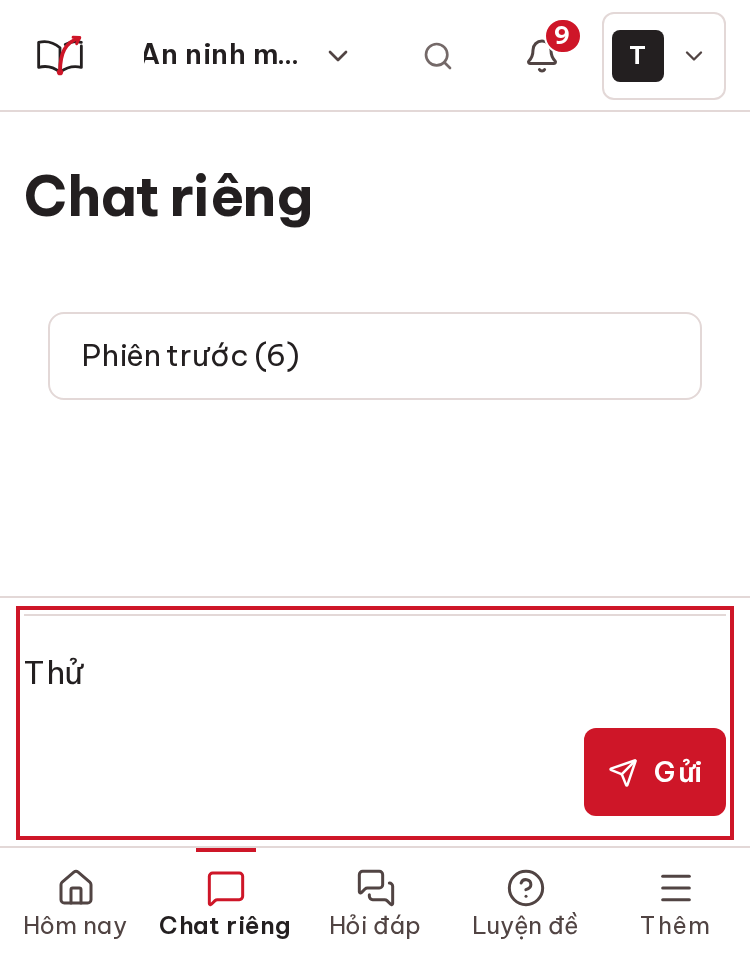 An ninh m...
9
T
Chat riêng
Phiên trước (6)
Thử
Gửi
Hôm nay
Chat riêng
Hỏi đáp
Luyện đề
Thêm